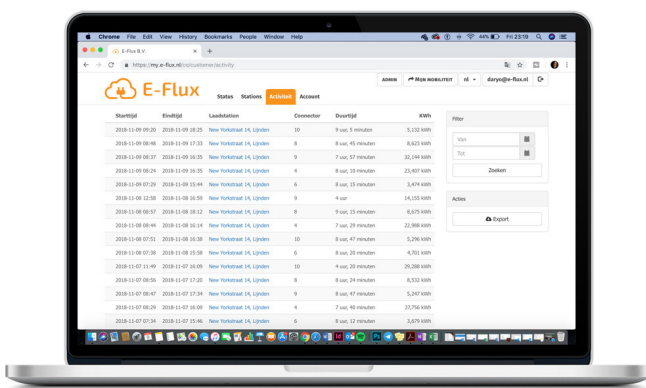 Chrome File Edit View History Bookmarks People Window Help 44% Fri 23:19
E-Flux B.V.
https://my.e-flux.nl/cp/customer/activity
ADMIN MIJN MOBILITEIT nl daryo@e-flux.nl
E-Flux
Status Stations Activiteit Account
Starttijd Eindtijd Laadstation Connector Duurtijd KWh
2018-11-09 09:20 2018-11-09 18:25 New Yorkstraat 14, Lijnden 10 9 uur, 5 minuten 5,132 kWh
2018-11-09 08:48 2018-11-09 17:33 New Yorkstraat 14, Lijnden 8 8 uur, 45 minuten 8,623 kWh
2018-11-09 08:37 2018-11-09 16:35 New Yorkstraat 14, Lijnden 9 7 uur, 57 minuten 32,144 kWh
2018-11-09 08:24 2018-11-09 16:35 New Yorkstraat 14, Lijnden 4 8 uur, 10 minuten 23,407 kWh
2018-11-09 07:29 2018-11-09 15:44 New Yorkstraat 14, Lijnden 6 8 uur, 15 minuten 3,474 kWh
2018-11-08 12:58 2018-11-08 16:59 New Yorkstraat 14, Lijnden 9 4 uur 14,155 kWh
2018-11-08 08:57 2018-11-08 18:12 New Yorkstraat 14, Lijnden 8 9 uur, 15 minuten 8,675 kWh
2018-11-08 08:44 2018-11-08 16:14 New Yorkstraat 14, Lijnden 4 7 uur, 29 minuten 22,988 kWh
2018-11-08 07:51 2018-11-08 16:38 New Yorkstraat 14, Lijnden 10 8 uur, 47 minuten 5,296 kWh
2018-11-08 07:38 2018-11-08 15:58 New Yorkstraat 14, Lijnden 6 8 uur, 20 minuten 4,701 kWh
2018-11-07 11:49 2018-11-07 16:09 New Yorkstraat 14, Lijnden 10 4 uur, 20 minuten 29,288 kWh
2018-11-07 08:56 2018-11-07 17:20 New Yorkstraat 14, Lijnden 8 8 uur, 24 minuten 8,532 kWh
2018-11-07 08:47 2018-11-07 17:34 New Yorkstraat 14, Lijnden 9 8 uur, 47 minuten 5,247 kWh
2018-11-07 08:29 2018-11-07 16:09 New Yorkstraat 14, Lijnden 4 7 uur, 40 minuten 27,756 kWh
2018-11-07 07:34 2018-11-07 15:46 New Yorkstraat 14, Lijnden 6 8 uur, 12 minuten 3,679 kWh
Filter
Van
Tot
Zoeken
Acties
Export